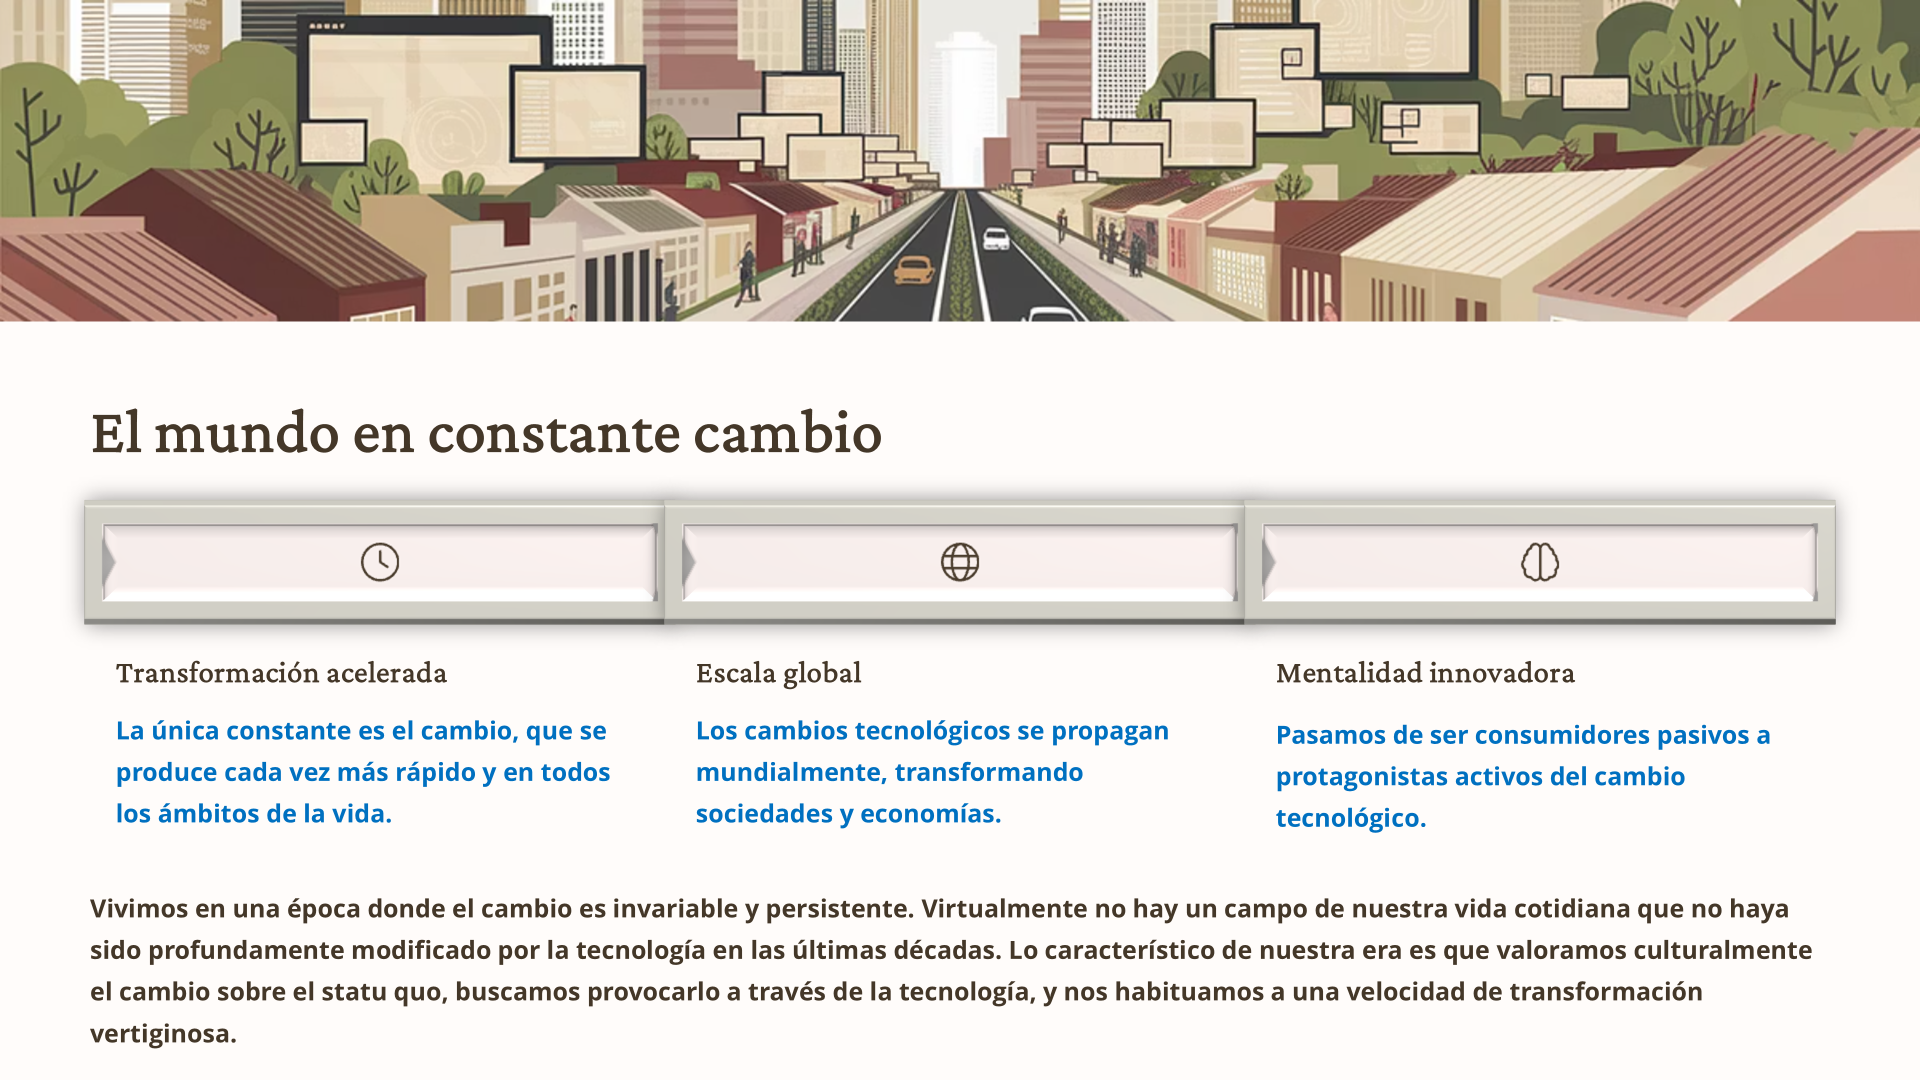 El mundo en constante cambio
Transformación acelerada
La única constante es el cambio, que se
produce cada vez más rápido y en todos
los ámbitos de la vida.
Escala global
Los cambios tecnológicos se propagan
mundialmente, transformando
sociedades y economías.
Mentalidad innovadora
Pasamos de ser consumidores pasivos a
protagonistas activos del cambio
tecnológico.
Vivimos en una época donde el cambio es invariable y persistente. Virtualmente no hay un campo de nuestra vida cotidiana que no haya
sido profundamente modificado por la tecnología en las últimas décadas. Lo característico de nuestra era es que valoramos culturalmente
el cambio sobre el statu quo, buscamos provocarlo a través de la tecnología, y nos habituamos a una velocidad de transformación
vertiginosa.